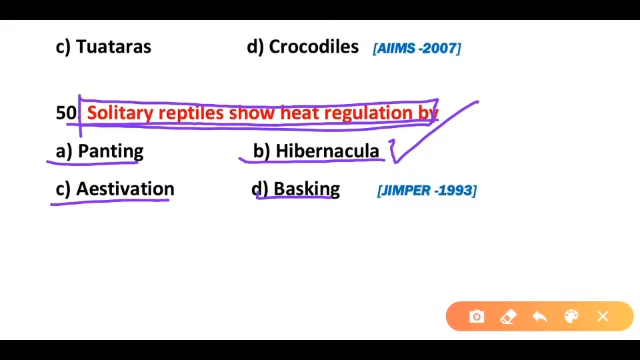 c) Tuataras d) Crocodiles [AIIMS -2007]
50 Solitary reptiles show heat regulation by
a) Panting b) Hibernacula
c) Aestivation d) Basking [JIMPER -1993]